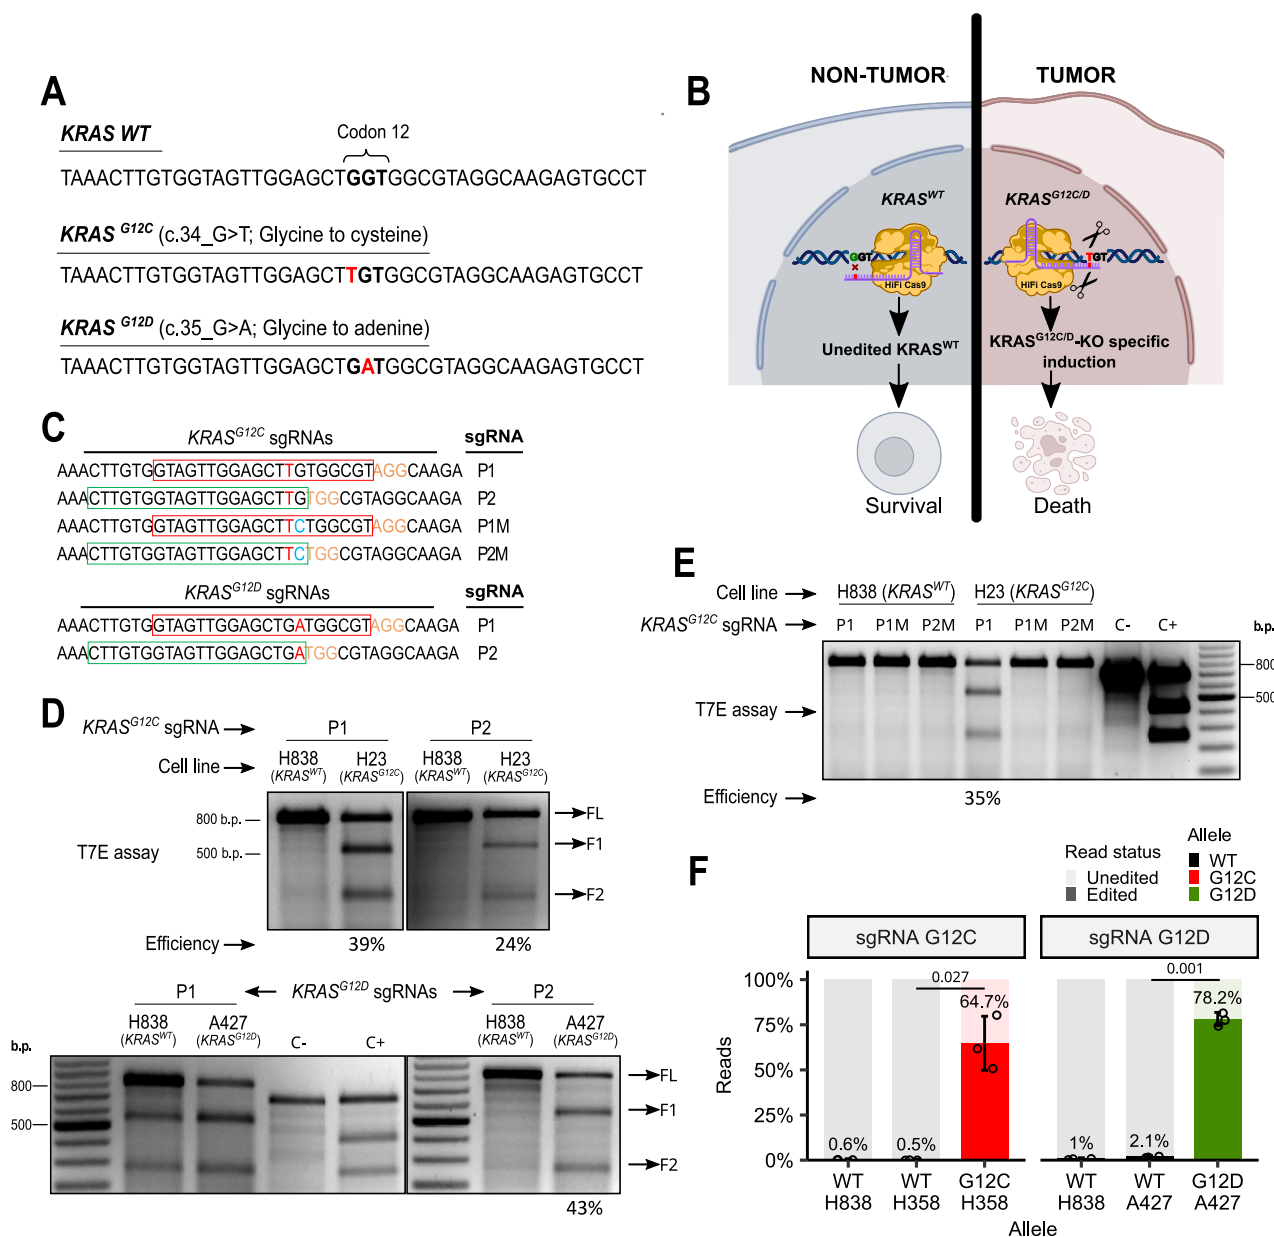 A
KRAS WT
Codon 12
TAAACTTGTGGTAGTTGGAGCTGGTGGCGTAGGCAAGAGTGCCT
KRAS G12C (c.34_G>T; Glycine to cysteine)
TAAACTTGTGGTAGTTGGAGCTTGTGGCGTAGGCAAGAGTGCCT
KRAS G12D (c.35_G>A; Glycine to adenine)
TAAACTTGTGGTAGTTGGAGCTGATGGCGTAGGCAAGAGTGCCT
B
NON-TUMOR TUMOR
KRASWT KRASG12C/D
GGT TGT
x
HiFi Cas9 HiFi Cas9
Unedited KRASWT
KRASG12C/D-KO specific
induction
Survival Death
C
KRASG12C sgRNAs sgRNA
AAACTTGTGGTAGTTGGAGCTTGTGGCGTAGGCAAGA P1
AAACTTGTGGTAGTTGGAGCTTGTGGCGTAGGCAAGA P2
AAACTTGTGGTAGTTGGAGCTTCTGGCGTAGGCAAGA P1M
AAACTTGTGGTAGTTGGAGCTTCTGGCGTAGGCAAGA P2M
KRASG12D sgRNAs sgRNA
AAACTTGTGGTAGTTGGAGCTGATGGCGTAGGCAAGA P1
AAACTTGTGGTAGTTGGAGCTGATGGCGTAGGCAAGA P2
D
KRASG12C sgRNA P1 P2
Cell line H838 H23 H838 H23
(KRASWT) (KRASG12C) (KRASWT) (KRASG12C)
800 b.p. FL
T7E assay 500 b.p. F1
F2
Efficiency 39% 24%
P1 KRASG12D sgRNAs P2
H838 A427 C- C+ H838 A427
(KRASWT) (KRASG12D) (KRASWT) (KRASG12D)
b.p.
800 FL
500 F1
F2
43%
E
Cell line H838 (KRASWT) H23 (KRASG12C)
KRASG12C sgRNA P1 P1M P2M P1 P1M P2M C- C+ b.p.
800
500
T7E assay
Efficiency 35%
F
Read status
Unedited
Edited
Allele
WT
G12C
G12D
sgRNA G12C sgRNA G12D
0.027 0.001
100%
75%
50%
25%
0%
Reads
0.6% 0.5% 64.7% 1% 2.1% 78.2%
WT WT G12C WT WT G12D
H838 H358 H358 H838 A427 A427
Allele